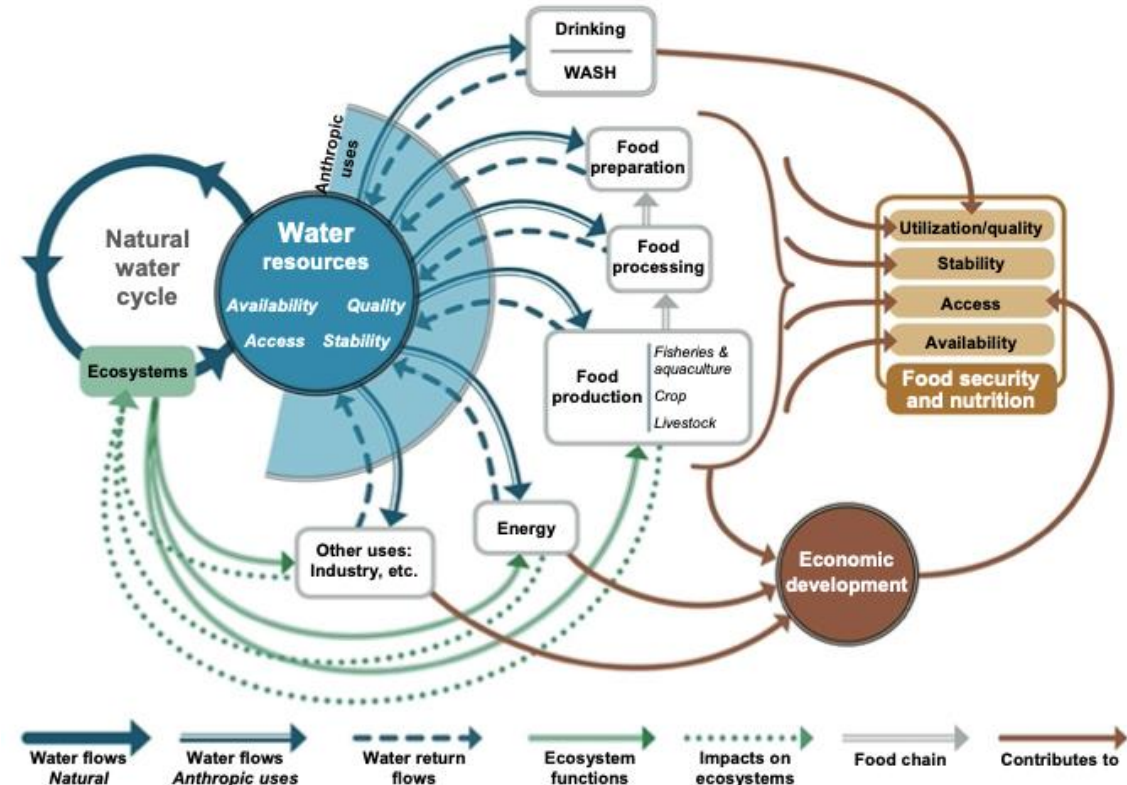 Drinking
WASH
Anthropic
uses
Food
preparation
Natural
water
cycle
Water
resources
Availability Quality
Access Stability
Food
processing
Utilization/quality
Stability
Access
Availability
Food security
and nutrition
Ecosystems
Food
production
Fisheries &
aquaculture
Crop
Livestock
Energy
Other uses:
Industry, etc.
Economic
development
Water flows
Natural
Water flows
Anthropic uses
Water return
flows
Ecosystem
functions
Impacts on
ecosystems
Food chain
Contributes to